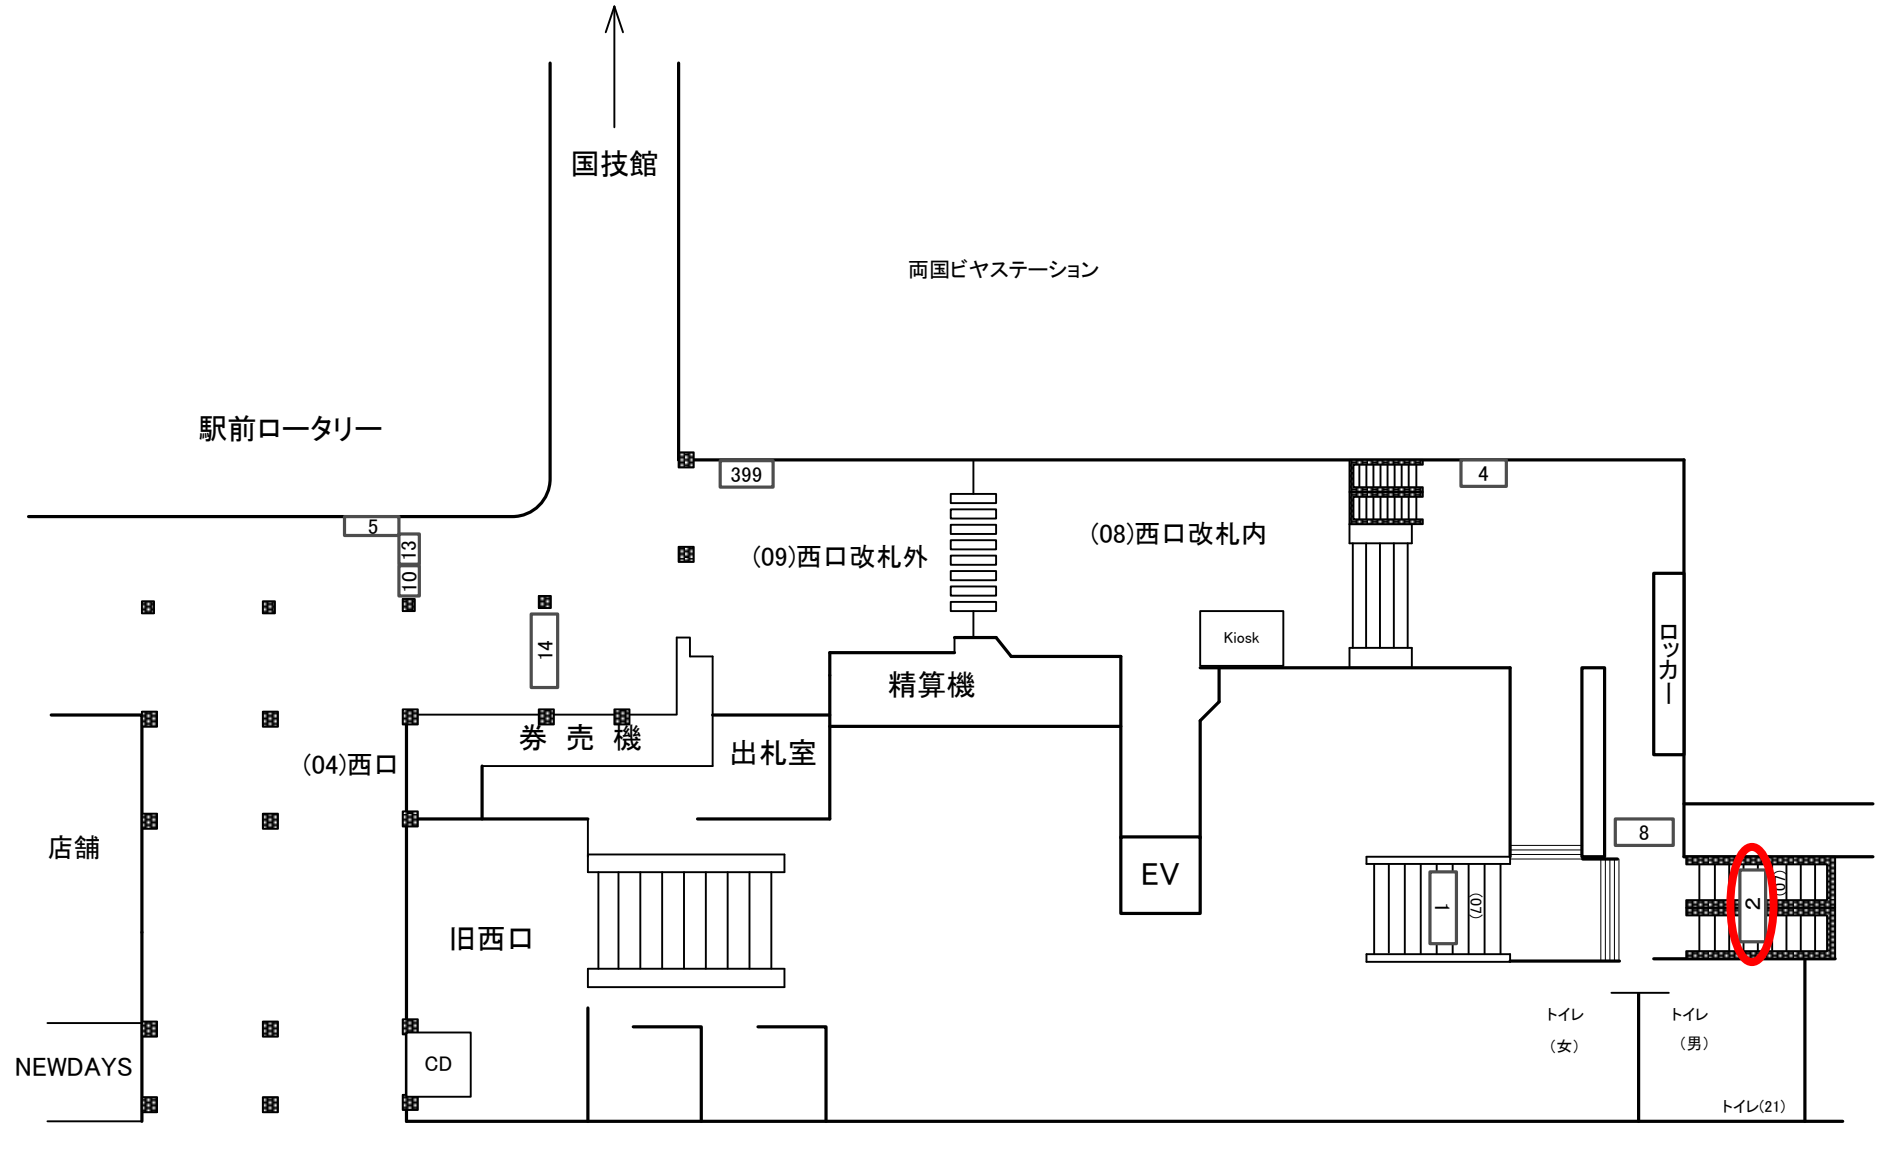 国技館
両国ビヤステーション
駅前ロータリー
399
4
5
13
10
(09)西口改札外
(08)西口改札内
14
Kiosk
ロッカー
精算機
券売機
出札室
(04)西口
店舗
8
EV
1
(07)
2
(07)
旧西口
トイレ
(女)
トイレ
(男)
NEWDAYS
CD
トイレ(21)